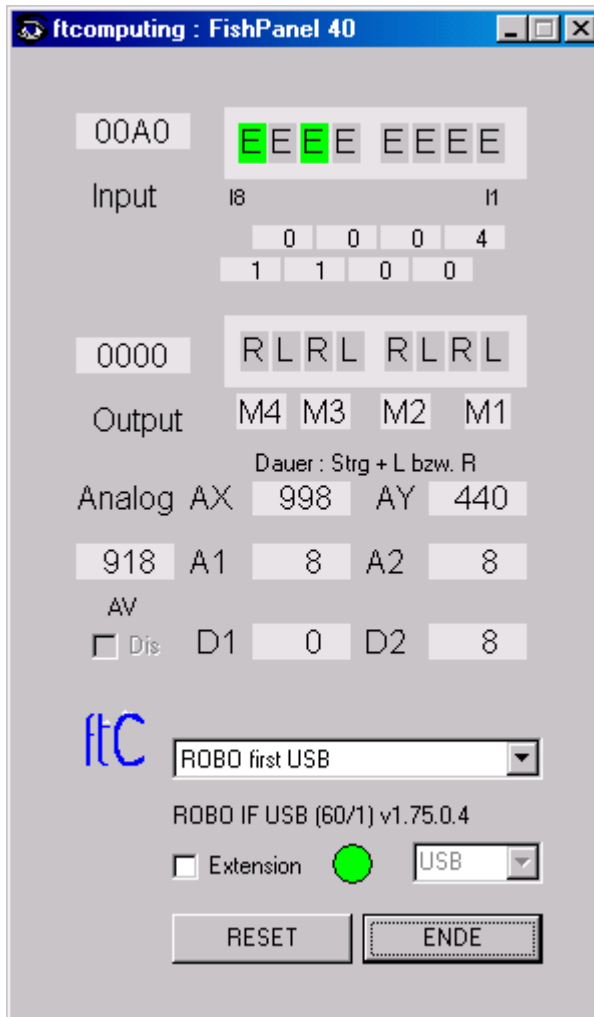 ftcomputing : FishPanel 40
00A0 E E E E E E E E
Input I8 I1
0 0 0 4
1 1 0 0
0000 R L R L R L R L
Output M4 M3 M2 M1
Dauer : Strg + L bzw. R
Analog AX 998 AY 440
918 A1 8 A2 8
AV
Dis D1 0 D2 8
ftC
ROBO first USB
ROBO IF USB (60/1) v1.75.0.4
Extension USB
RESET ENDE